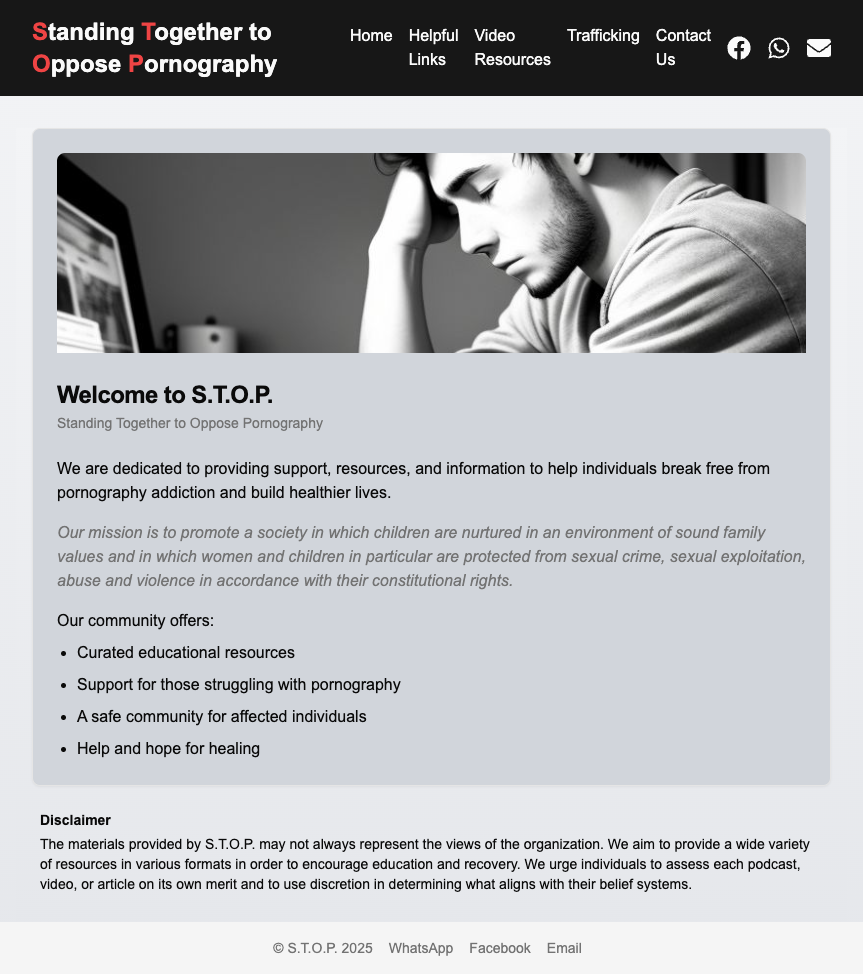 Standing Together to
Oppose Pornography
Home
Helpful
Links
Video
Resources
Trafficking
Contact
Us
Welcome to S.T.O.P.
Standing Together to Oppose Pornography
We are dedicated to providing support, resources, and information to help individuals break free from
pornography addiction and build healthier lives.
Our mission is to promote a society in which children are nurtured in an environment of sound family
values and in which women and children in particular are protected from sexual crime, sexual exploitation,
abuse and violence in accordance with their constitutional rights.
Our community offers:
• Curated educational resources
• Support for those struggling with pornography
• A safe community for affected individuals
• Help and hope for healing
Disclaimer
The materials provided by S.T.O.P. may not always represent the views of the organization. We aim to provide a wide variety
of resources in various formats in order to encourage education and recovery. We urge individuals to assess each podcast,
video, or article on its own merit and to use discretion in determining what aligns with their belief systems.
© S.T.O.P. 2025 WhatsApp Facebook Email